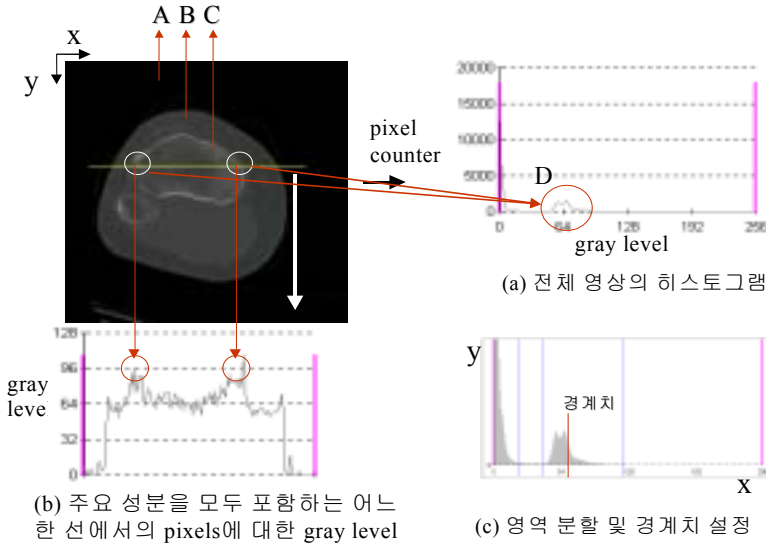 A B C
x
y
pixel
counter
D
20000
15000
10000
5000
0
0 64 128 192 256
gray level
(a) 전체 영상의 히스토그램
128
96
64
32
0
gray
leve
(b) 주요 성분을 모두 포함하는 어느
한 선에서의 pixels에 대한 gray level
y
경계치
x
(c) 영역 분할 및 경계치 설정